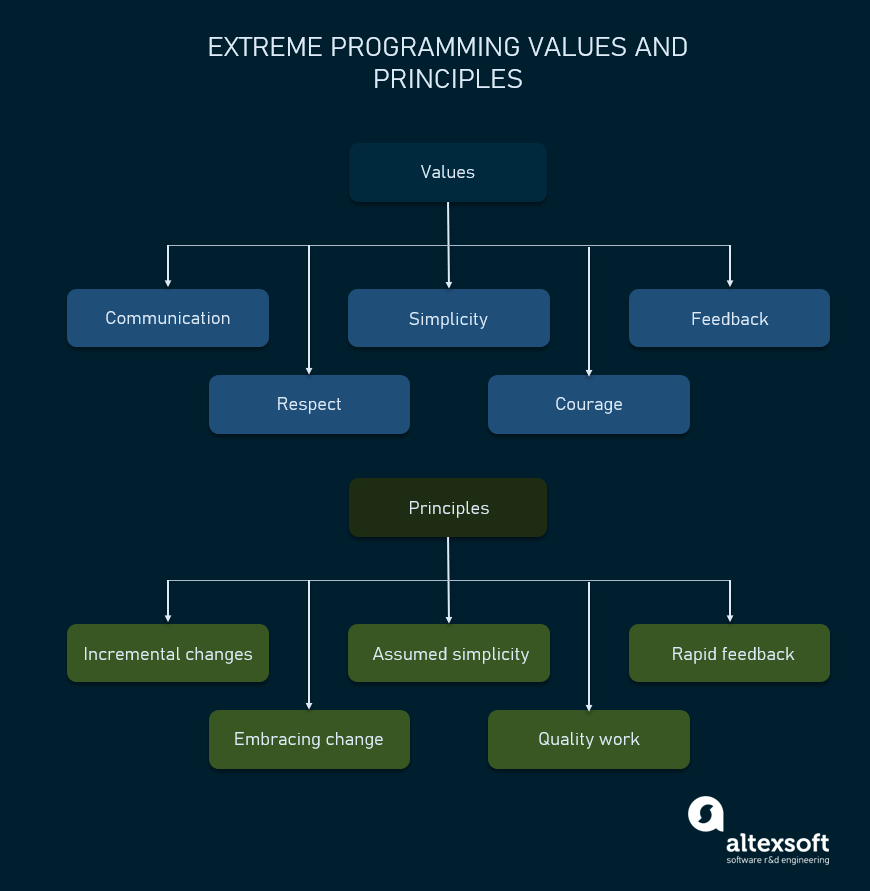 EXTREME PROGRAMMING VALUES AND
PRINCIPLES
Values
Communication
Simplicity
Feedback
Respect
Courage
Principles
Incremental changes
Assumed simplicity
Rapid feedback
Embracing change
Quality work
altexsoft
software r&d engineering